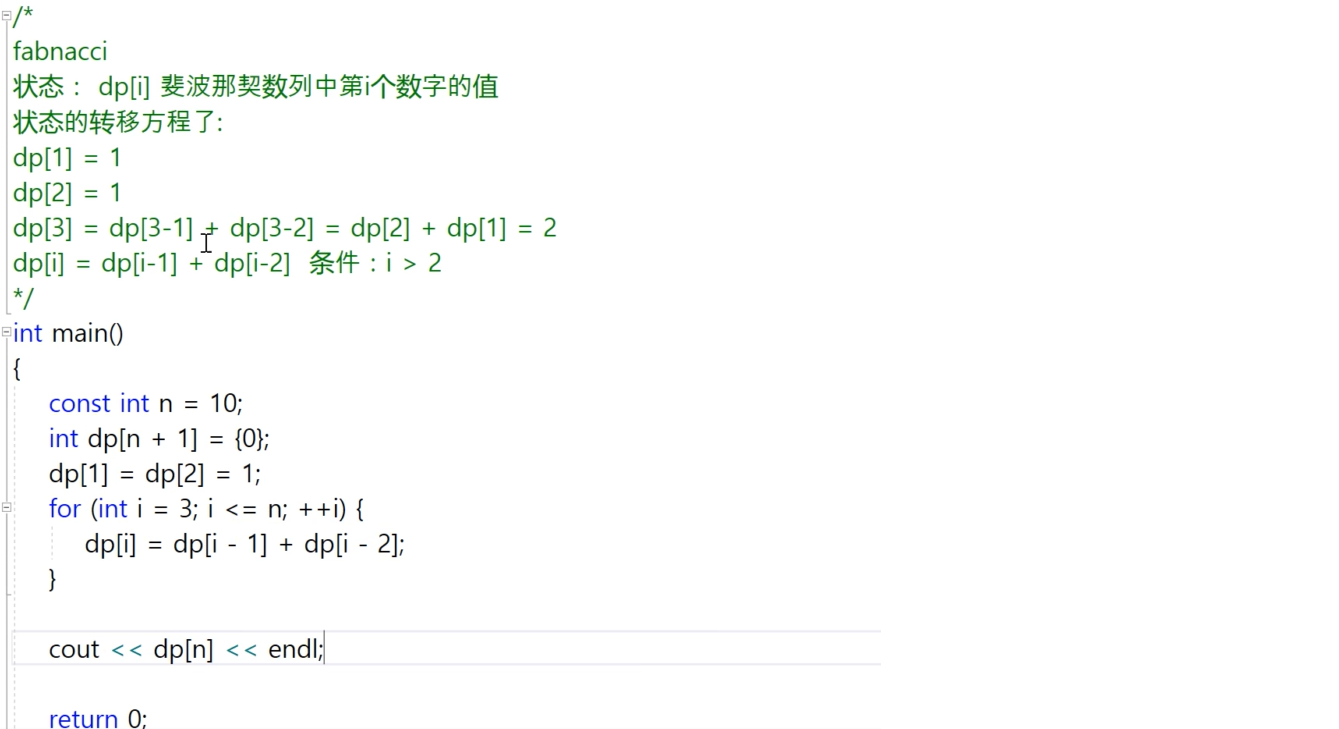 /*
fabnacci
状态： dp[i] 斐波那契数列中第i个数字的值
状态的转移方程了:
dp[1] = 1
dp[2] = 1
dp[3] = dp[3-1] + dp[3-2] = dp[2] + dp[1] = 2
dp[i] = dp[i-1] + dp[i-2]  条件：i > 2
*/
int main()
{
    const int n = 10;
    int dp[n + 1] = {0};
    dp[1] = dp[2] = 1;
    for (int i = 3; i <= n; ++i) {
        dp[i] = dp[i - 1] + dp[i - 2];
    }
    cout << dp[n] << endl;
    return 0;